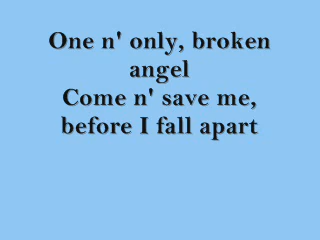 One n' only, broken
angel
Come n' save me,
before I fall apart